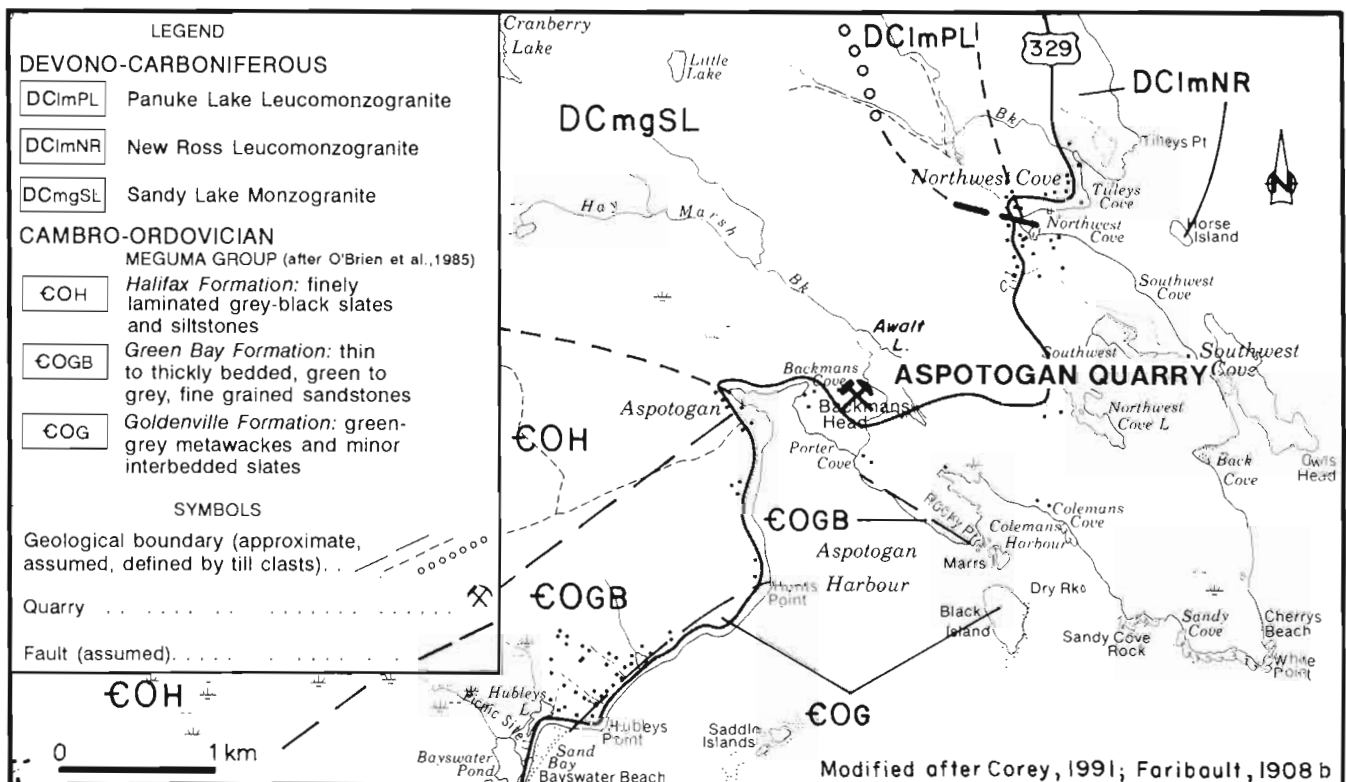 LEGEND
DEVONO-CARBONIFEROUS
DClmPL Panuke Lake Leucomonzogranite
DClmNR New Ross Leucomonzogranite
DCmgSL Sandy Lake Monzogranite
CAMBRO-ORDOVICIAN
MEGUMA GROUP (after O'Brien et al.,1985)
ЄOH Halifax Formation: finely
laminated grey-black slates
and siltstones
ЄOGB Green Bay Formation: thin
to thickly bedded, green to
grey, fine grained sandstones
ЄOG Goldenville Formation: green-
grey metawackes and minor
interbedded slates
SYMBOLS
Geological boundary (approximate,
assumed, defined by till clasts). .
Quarry . . . . . . . . . . . . . . . .
Fault (assumed). . . . . . . . . . . .
0 1 km
Cranberry
Lake
Little
Lake
DClmPL
329
DClmNR
DCmgSL
Bk
Tilleys Pt
Northwest Cove
Tilleys
Cove
Hay Marsh Bk
Northwest
Cove
Horse
Island
N
Southwest
Cove
Awalt
L.
Southwest
Southwest
Cove
Backmans
Cove
ASPOTOGAN QUARRY
Aspotogan
Backmans
Head
Northwest
Cove L
ЄOH
Porter
Cove
Back
Cove
Owls
Head
Rocky Pt
Colemans
Cove
ЄOGB
Colemans
Harbour
Aspotogan
Harbour
Marrs
ЄOGB
Hunts
Point
Dry Rks
Black
Island
Sandy Cove
Rock
Sandy
Cove
Cherrys
Beach
White
Point
ЄOH
Hubleys
L
Picnic Site
Hubleys
Point
ЄOG
Saddle
Islands
Bayswater
Pond
Sand
Bay
Bayswater Beach
Modified after Corey, 1991; Faribault, 1908 b